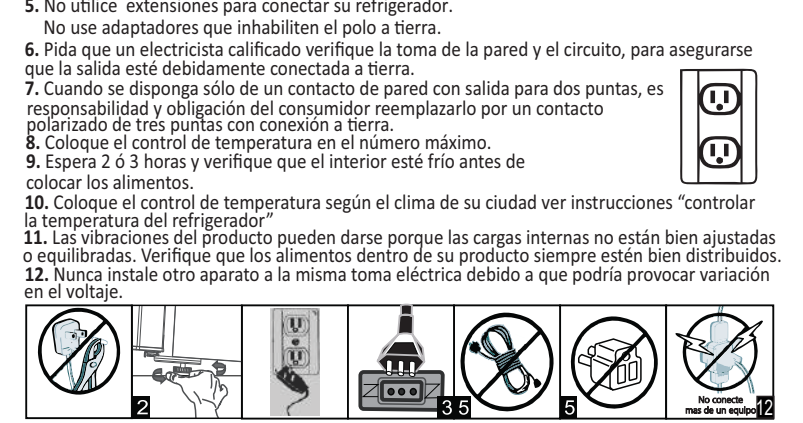 5. No utilice extensiones para conectar su refrigerador.
No use adaptadores que inhabiliten el polo a tierra.
6. Pida que un electricista calificado verifique la toma de la pared y el circuito, para asegurarse
que la salida esté debidamente conectada a tierra.
7. Cuando se disponga sólo de un contacto de pared con salida para dos puntas, es
responsabilidad y obligación del consumidor reemplazarlo por un contacto
polarizado de tres puntas con conexión a tierra.
8. Coloque el control de temperatura en el número máximo.
9. Espera 2 ó 3 horas y verifique que el interior esté frío antes de
colocar los alimentos.
10. Coloque el control de temperatura según el clima de su ciudad ver instrucciones “controlar
la temperatura del refrigerador”
11. Las vibraciones del producto pueden darse porque las cargas internas no están bien ajustadas
o equilibradas. Verifique que los alimentos dentro de su producto siempre estén bien distribuidos.
12. Nunca instale otro aparato a la misma toma eléctrica debido a que podría provocar variación
en el voltaje.
2
3
5
5
No conecte
mas de un equipo
12